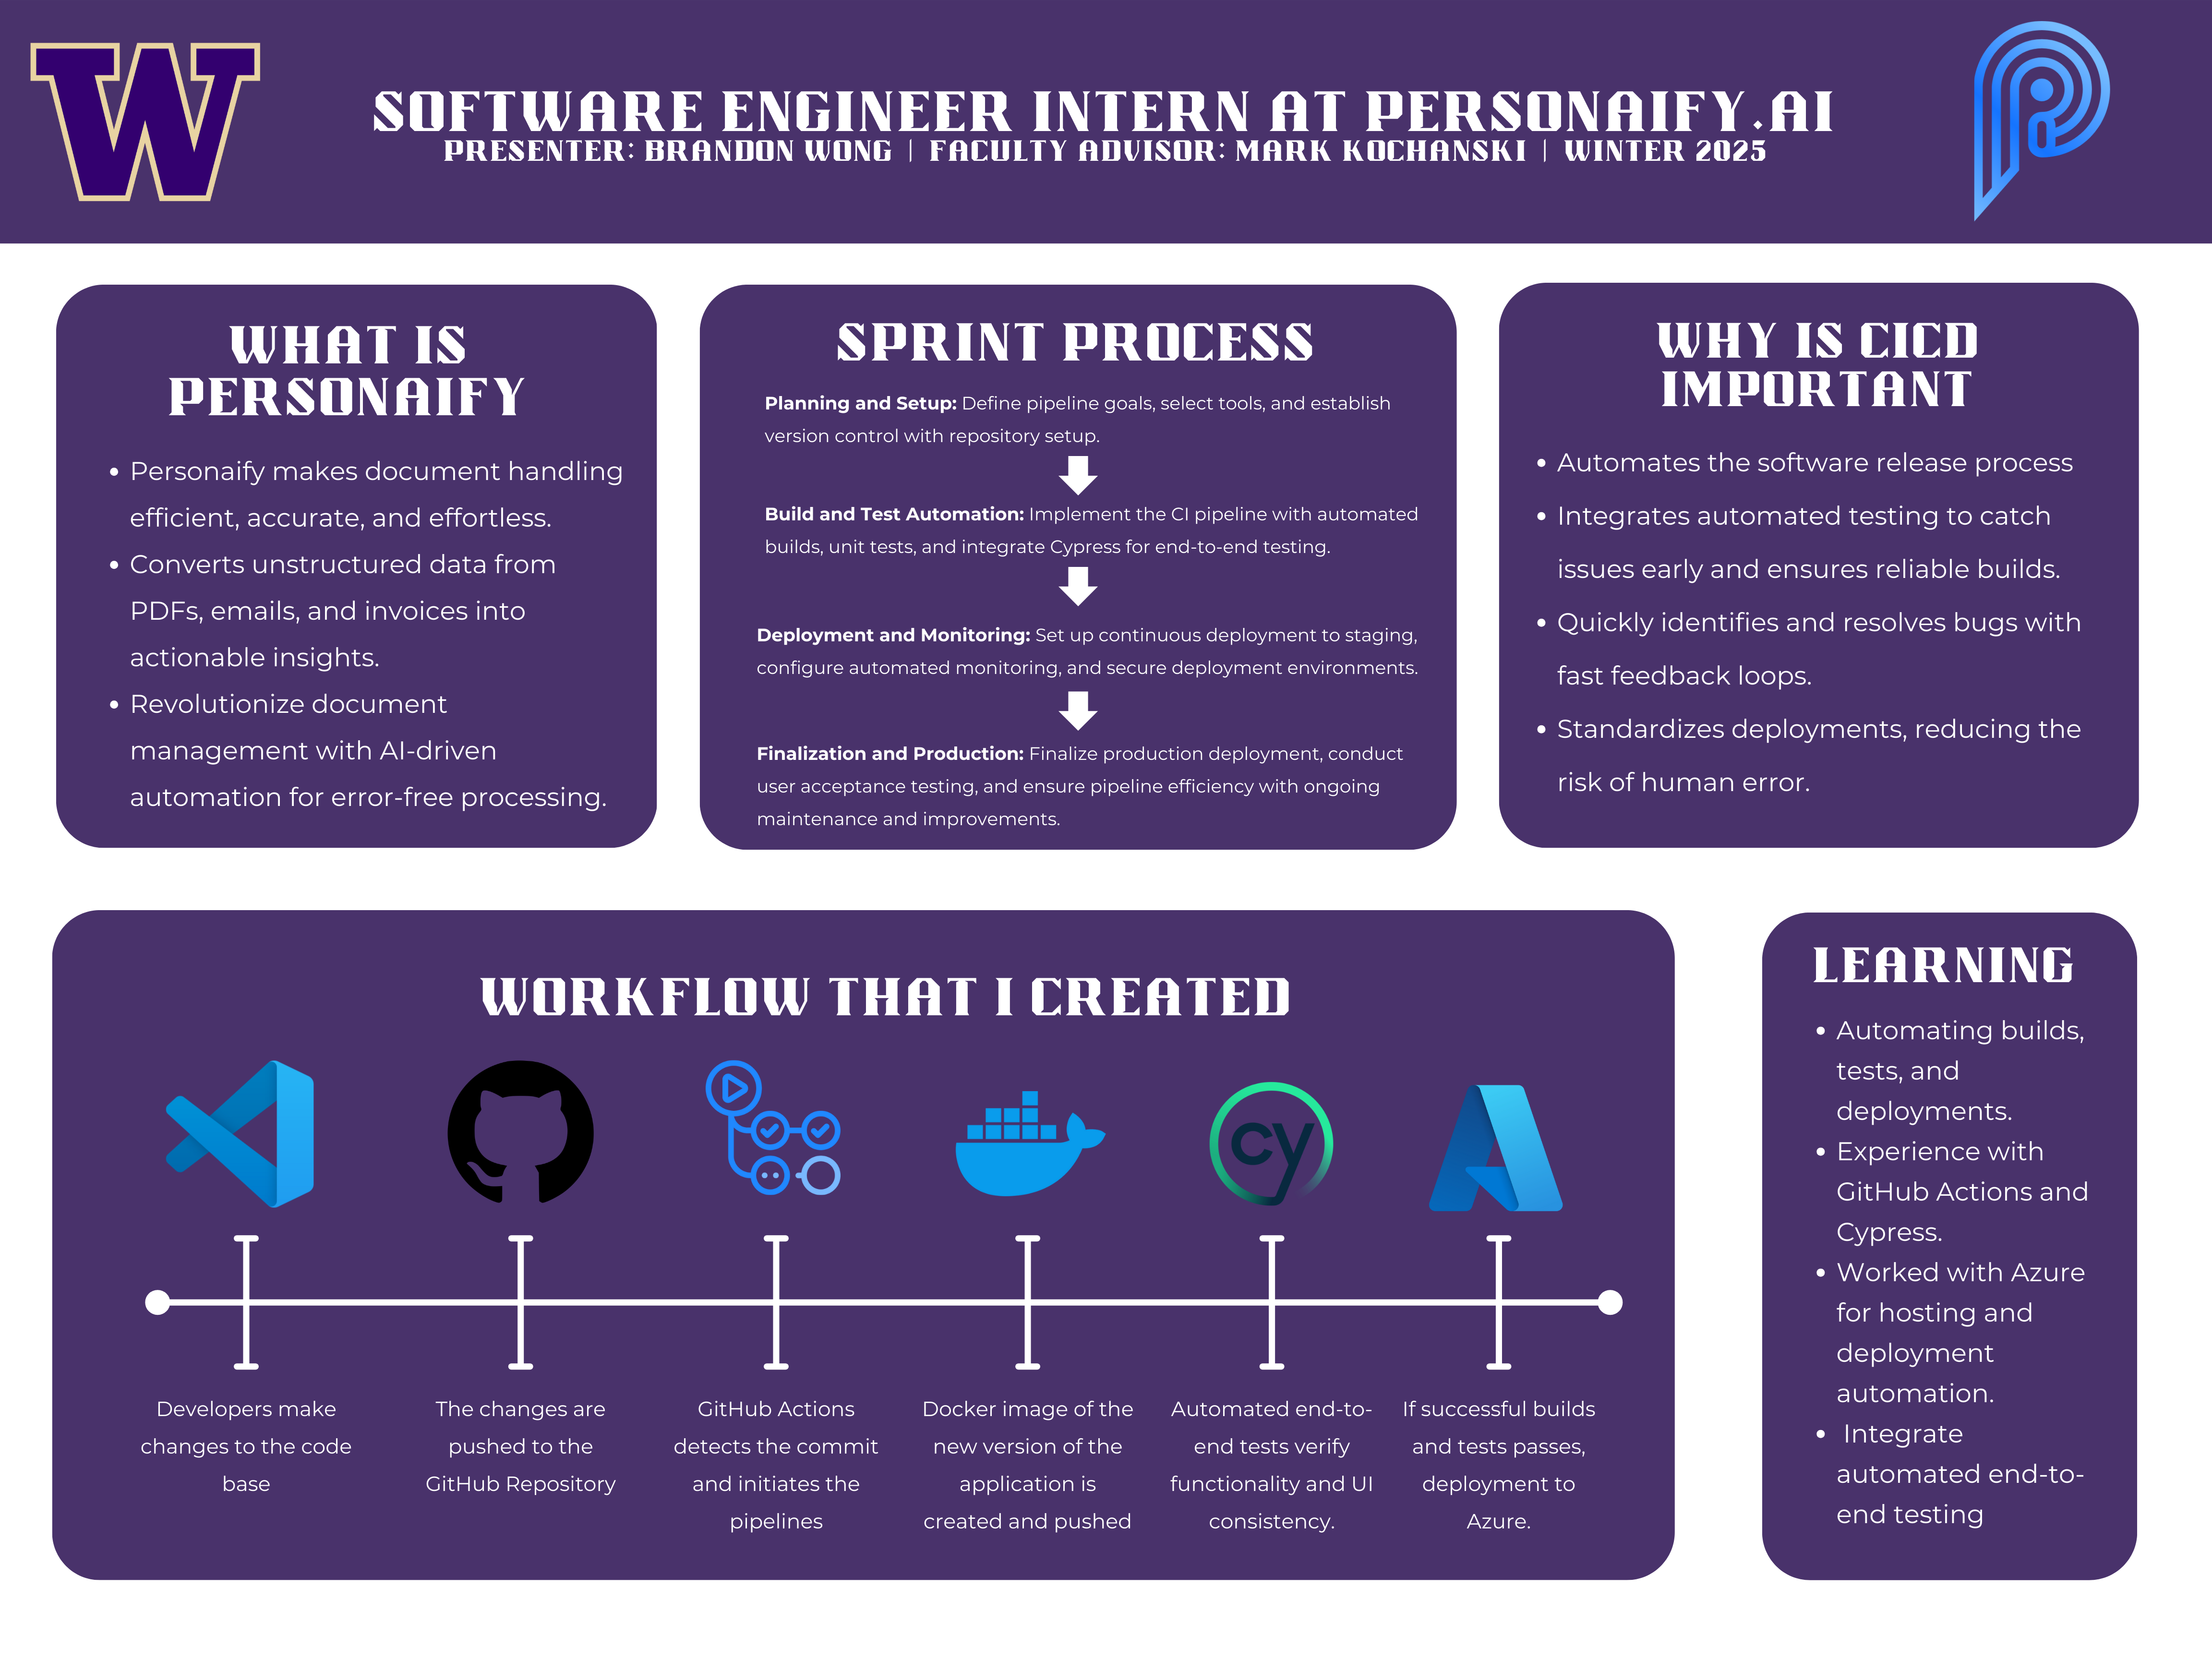 W
SOFTWARE ENGINEER INTERN AT PERSONAIFY.AI
PRESENTER: BRANDON WONG | FACULTY ADVISOR: MARK KOCHANSKI | WINTER 2025
WHAT IS
PERSONAIFY
• Personaify makes document handling
efficient, accurate, and effortless.
• Converts unstructured data from
PDFs, emails, and invoices into
actionable insights.
• Revolutionize document
management with AI-driven
automation for error-free processing.
SPRINT PROCESS
Planning and Setup: Define pipeline goals, select tools, and establish
version control with repository setup.
Build and Test Automation: Implement the CI pipeline with automated
builds, unit tests, and integrate Cypress for end-to-end testing.
Deployment and Monitoring: Set up continuous deployment to staging,
configure automated monitoring, and secure deployment environments.
Finalization and Production: Finalize production deployment, conduct
user acceptance testing, and ensure pipeline efficiency with ongoing
maintenance and improvements.
WHY IS CICD
IMPORTANT
• Automates the software release process
• Integrates automated testing to catch
issues early and ensures reliable builds.
• Quickly identifies and resolves bugs with
fast feedback loops.
• Standardizes deployments, reducing the
risk of human error.
WORKFLOW THAT I CREATED
cy
Developers make
changes to the code
base
The changes are
pushed to the
GitHub Repository
GitHub Actions
detects the commit
and initiates the
pipelines
Docker image of the
new version of the
application is
created and pushed
Automated end-to-
end tests verify
functionality and UI
consistency.
If successful builds
and tests passes,
deployment to
Azure.
LEARNING
• Automating builds,
tests, and
deployments.
• Experience with
GitHub Actions and
Cypress.
• Worked with Azure
for hosting and
deployment
automation.
• Integrate
automated end-to-
end testing